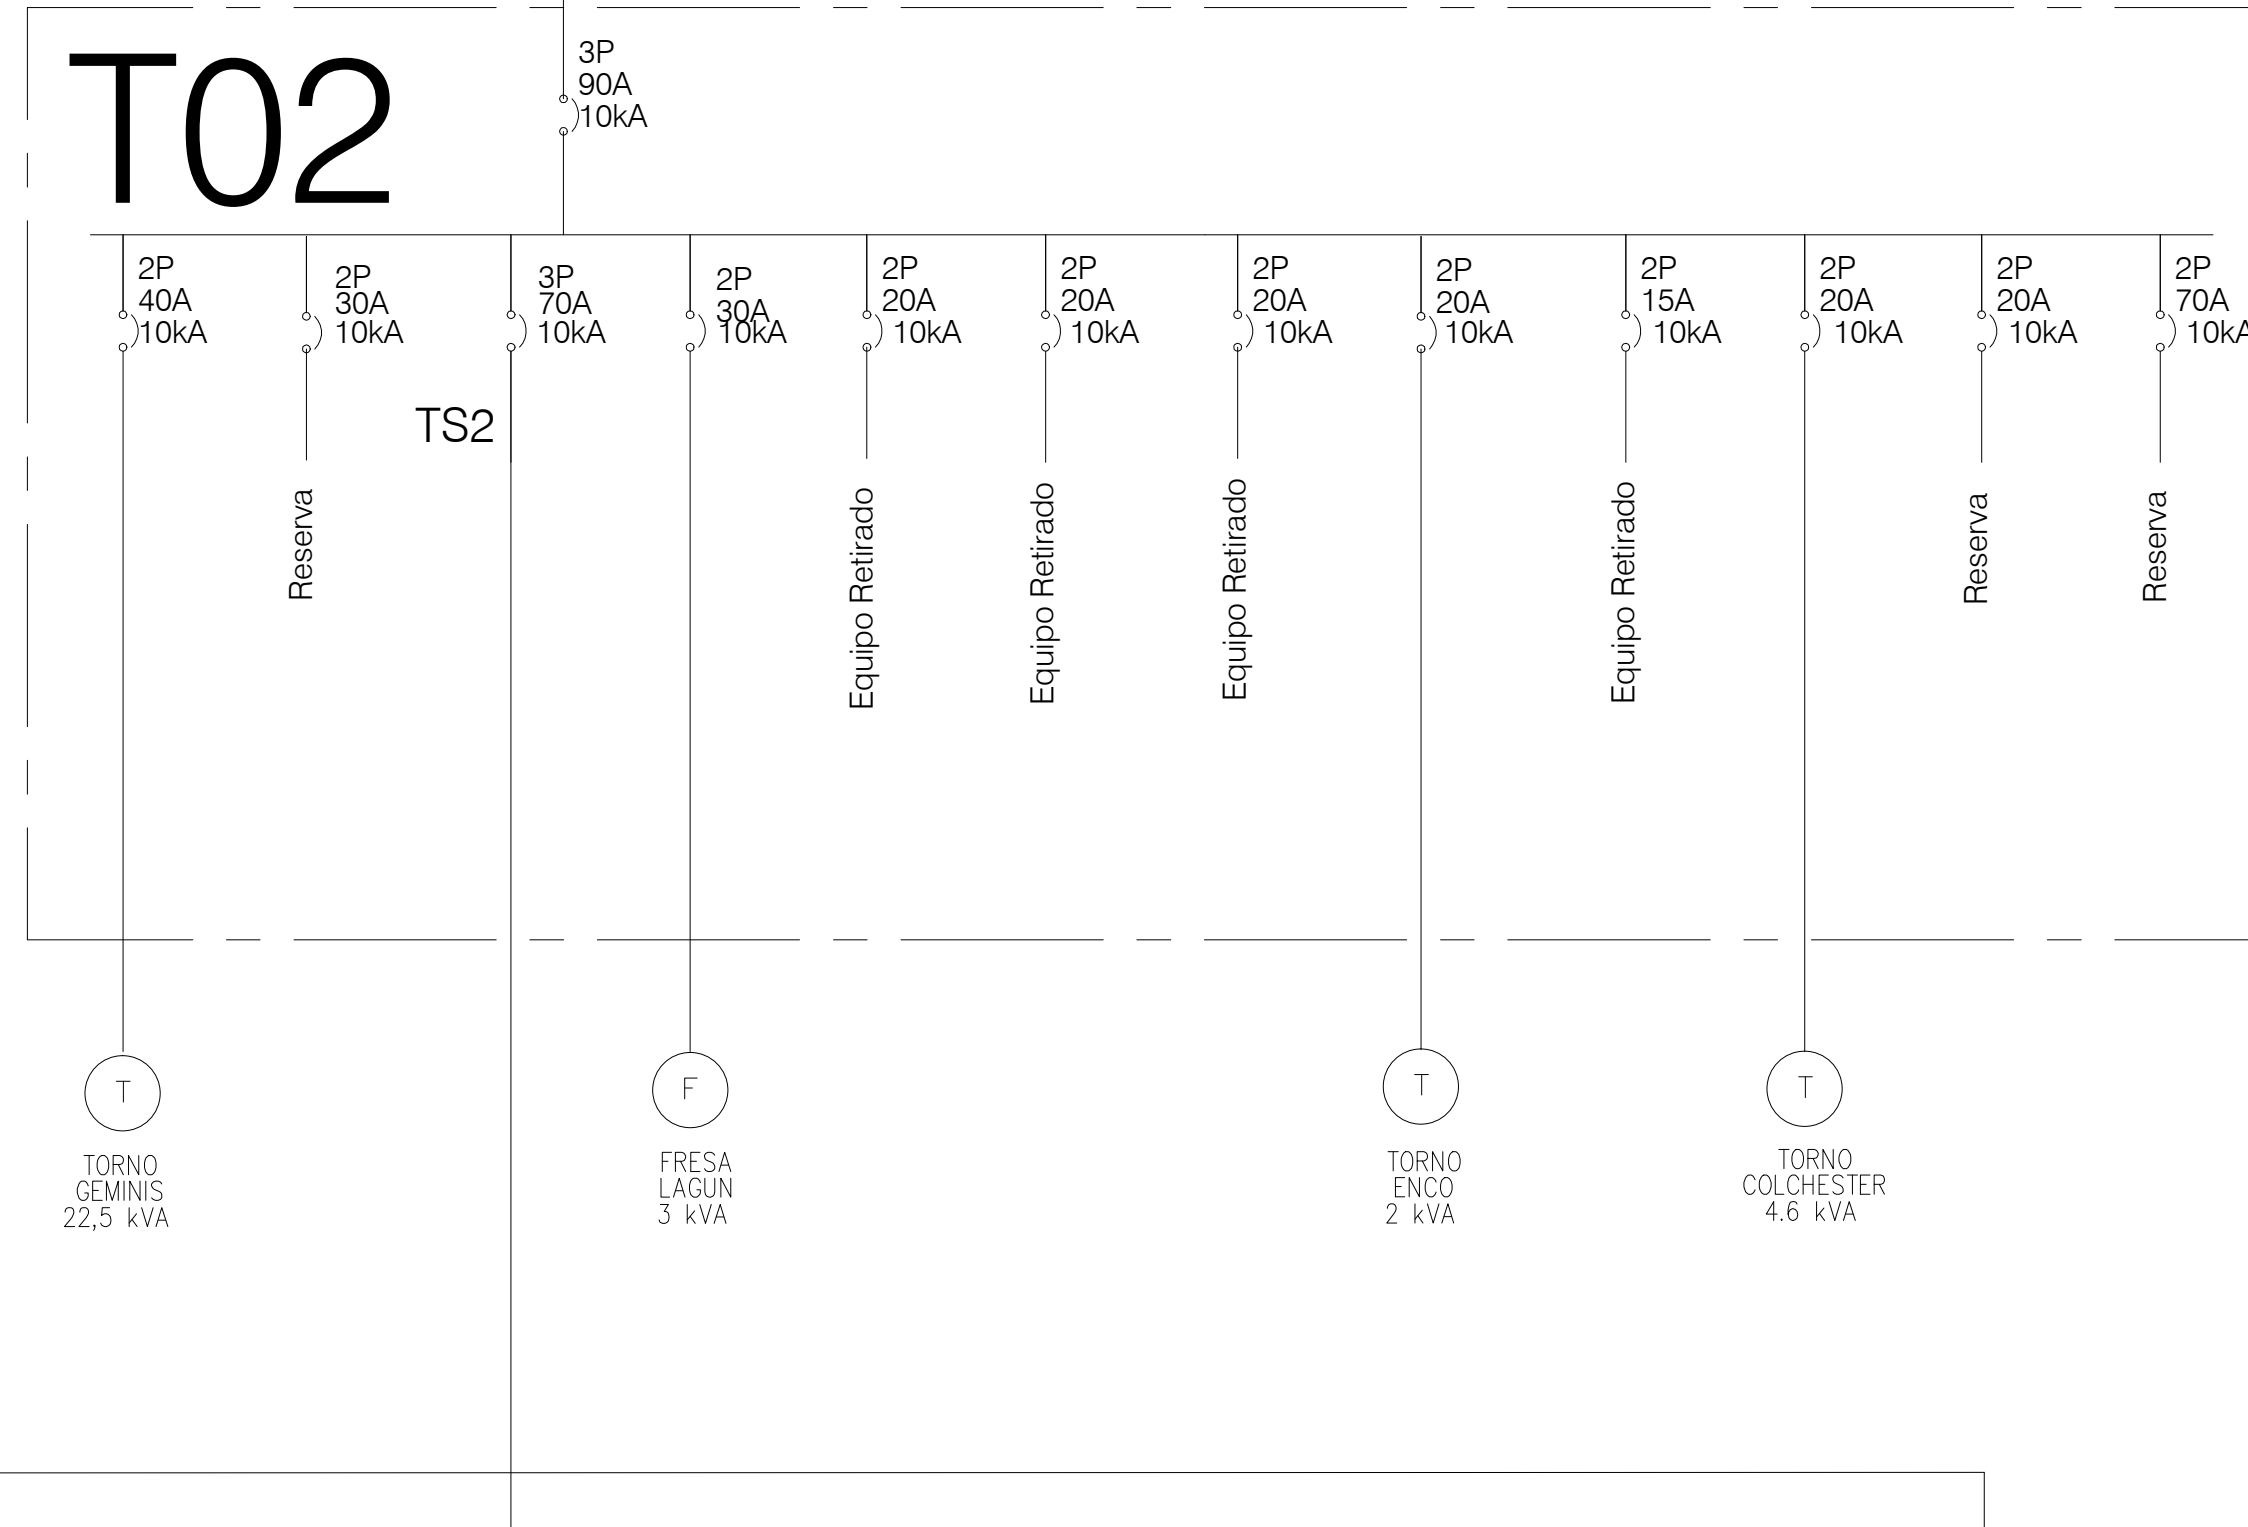 T02
3P
90A
10kA
2P
40A
10kA
2P
30A
10kA
3P
70A
10kA
2P
30A
10kA
2P
20A
10kA
2P
20A
10kA
2P
20A
10kA
2P
20A
10kA
2P
15A
10kA
2P
20A
10kA
2P
20A
10kA
2P
70A
10kA
TS2
Reserva
Equipo Retirado
Equipo Retirado
Equipo Retirado
Equipo Retirado
Reserva
Reserva
T
TORNO
GEMINIS
22,5 kVA
F
FRESA
LAGUN
3 kVA
T
TORNO
ENCO
2 kVA
T
TORNO
COLCHESTER
4.6 kVA